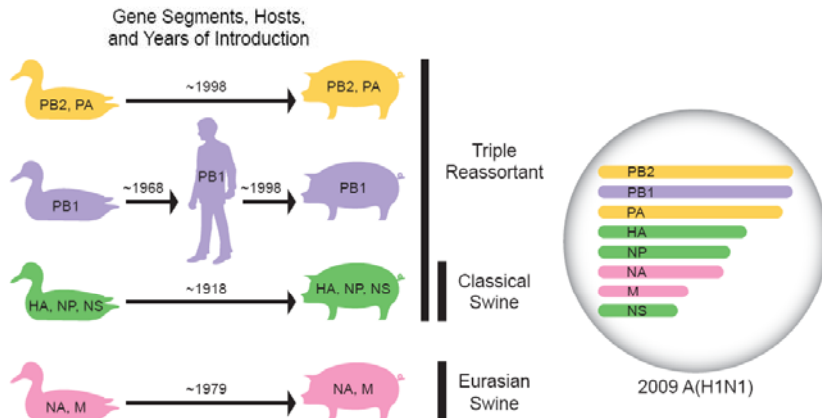 Gene Segments, Hosts,
and Years of Introduction
PB2, PA
~1998
PB2, PA
PB1
~1968
PB1
~1998
PB1
Triple
Reassortant
HA, NP, NS
~1918
HA, NP, NS
Classical
Swine
NA, M
~1979
NA, M
Eurasian
Swine
PB2
PB1
PA
HA
NP
NA
M
NS
2009 A(H1N1)